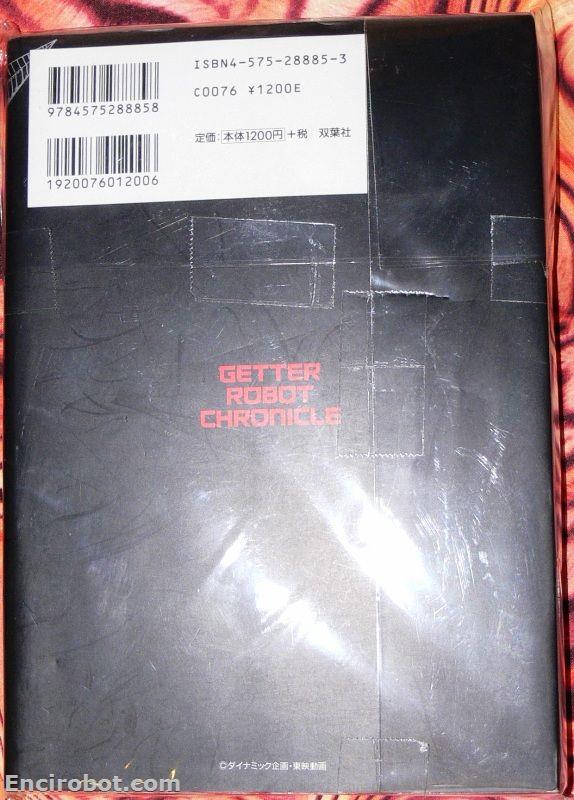 ISBN4-575-28885-3
C0076 ¥1200E
9784575288858
定価:本体1200円+税 双葉社
1920076012006
GETTER
ROBOT
CHRONICLE
©ダイナミック企画・東映動画
Encirobot.com